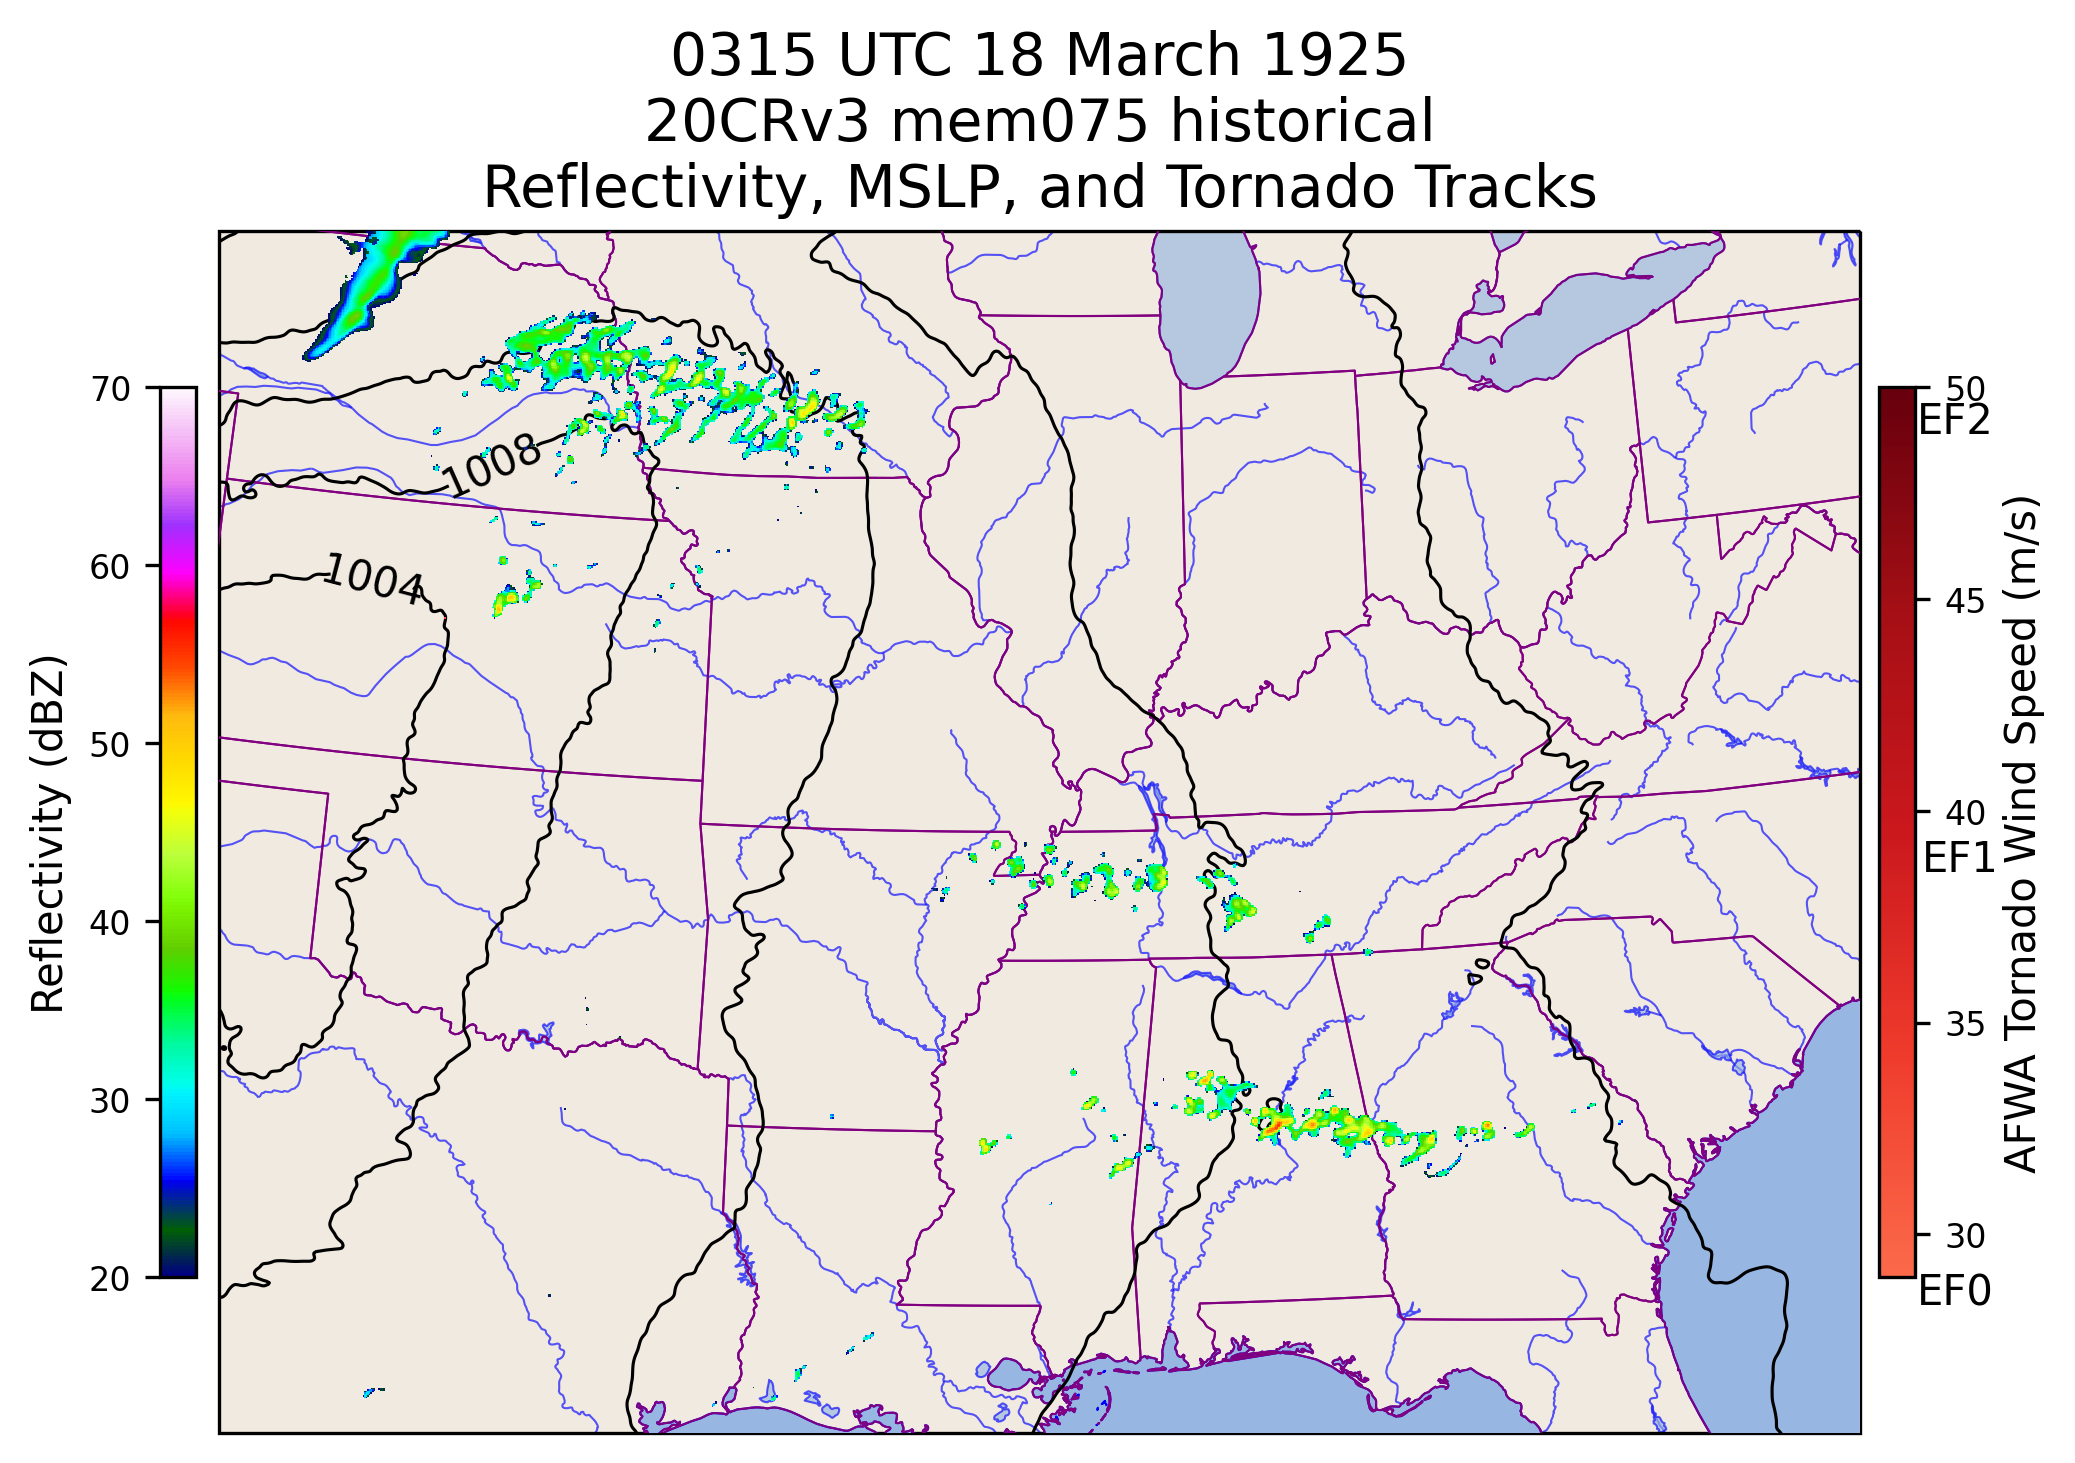 0315 UTC 18 March 1925
20CRv3 mem075 historical
Reflectivity, MSLP, and Tornado Tracks
1008
1004
70
60
50
40
30
20
Reflectivity (dBZ)
50
EF2
45
40
EF1
35
30
EF0
AFWA Tornado Wind Speed (m/s)